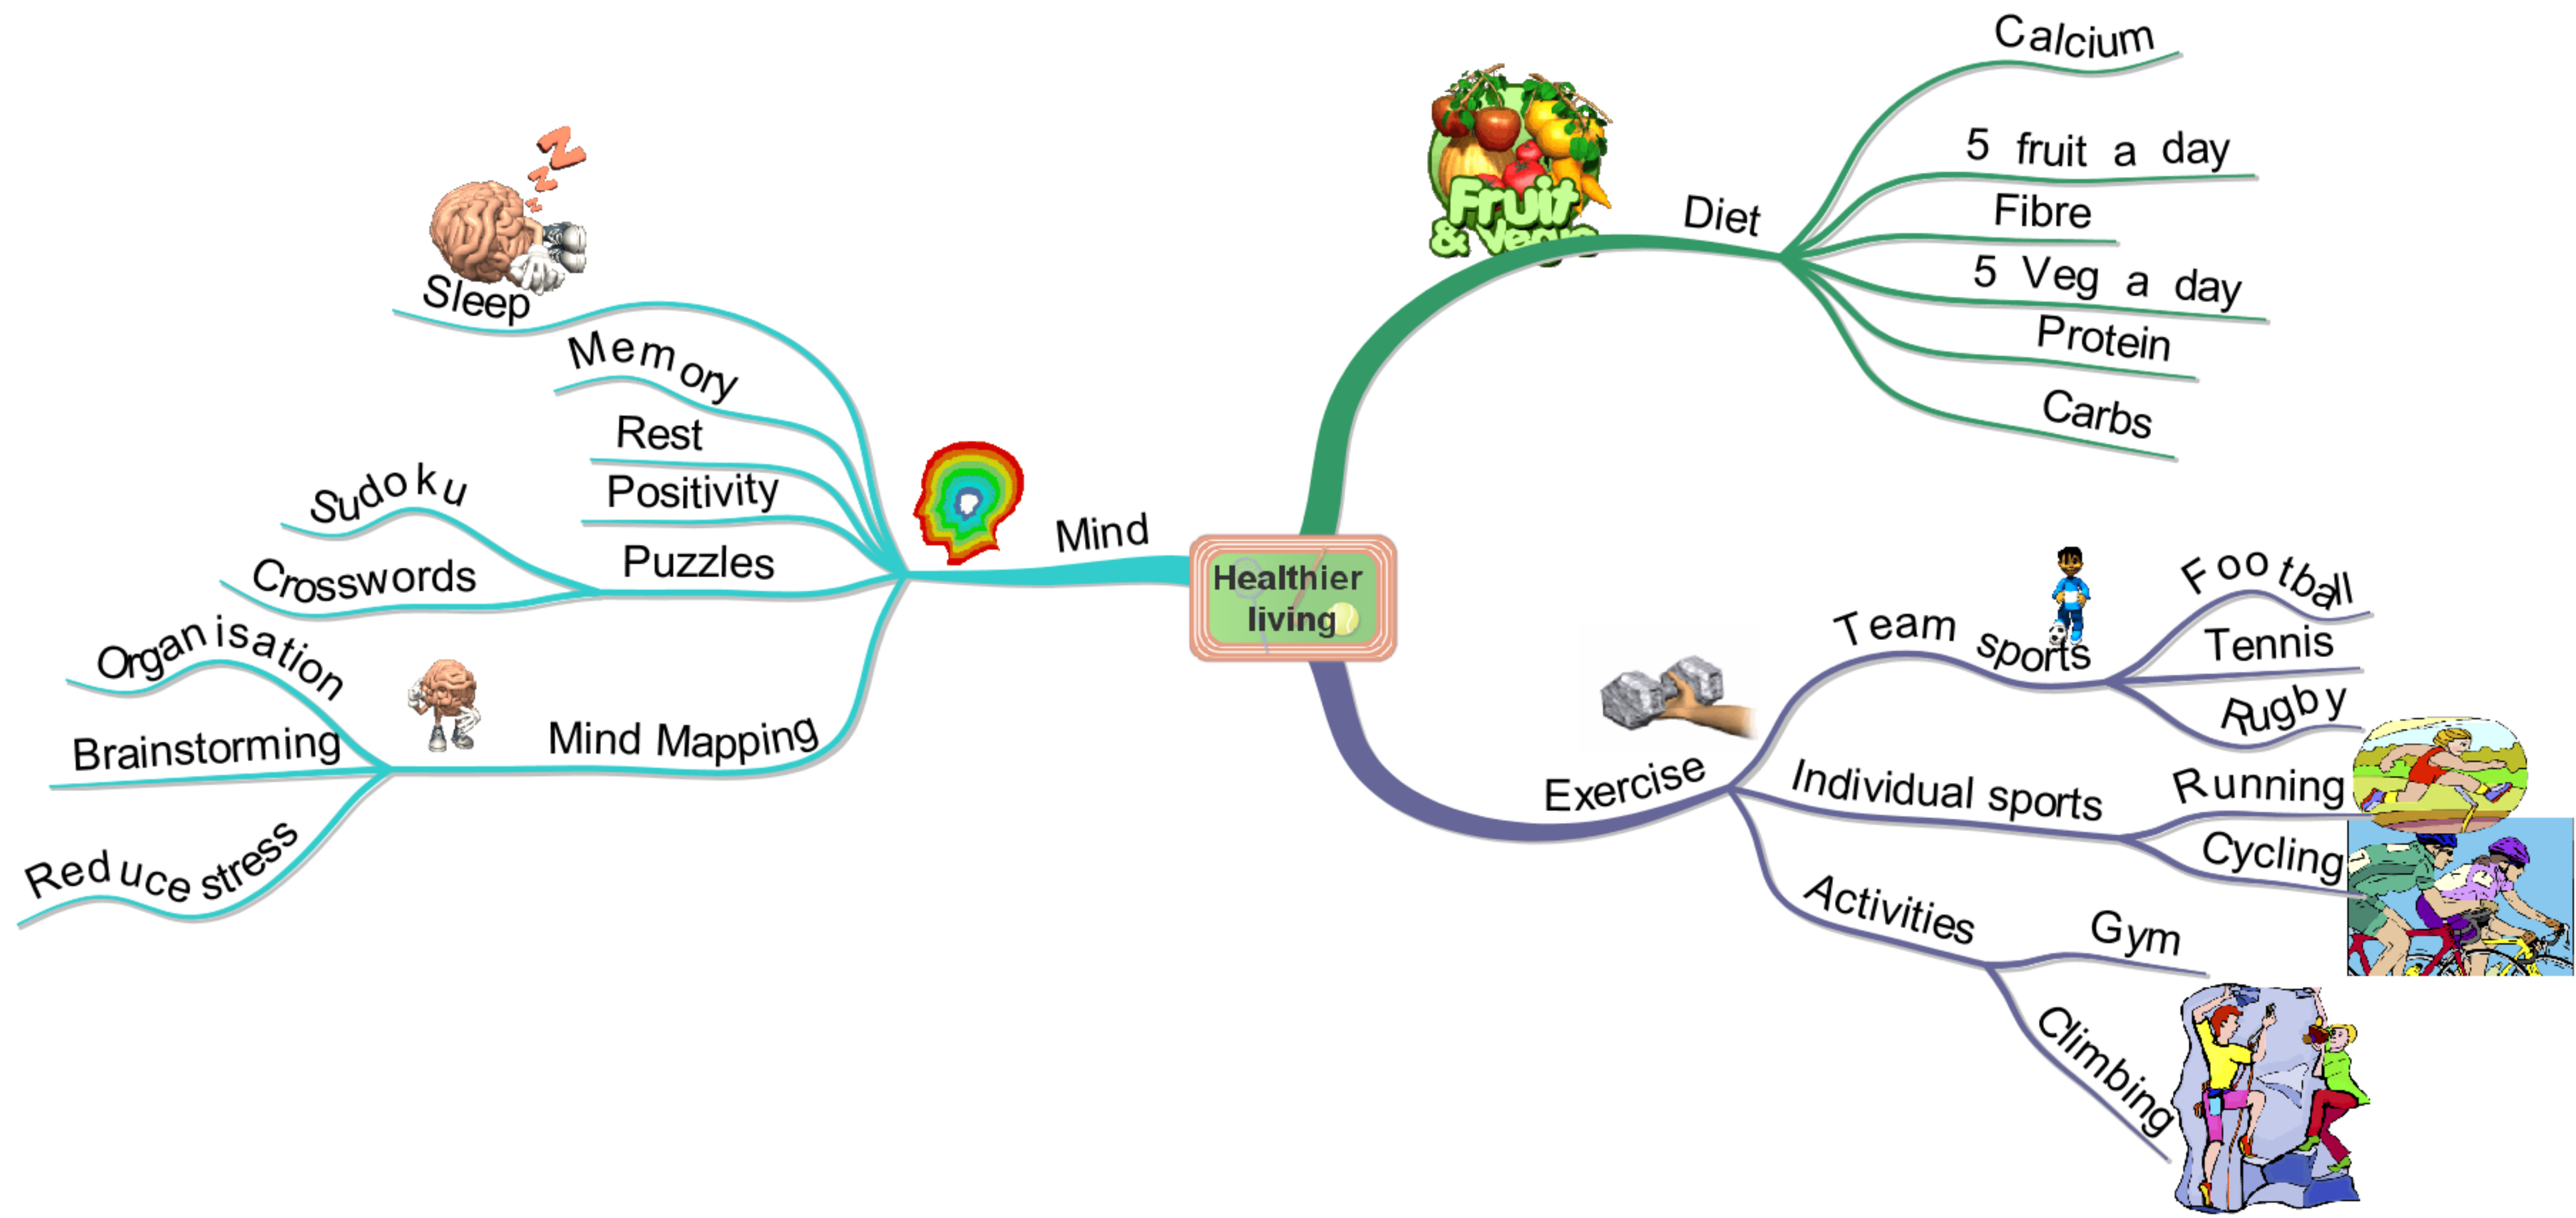 Healthier
living
Diet
Fruit
& Vegis
Calcium
5 fruit a day
Fibre
5 Veg a day
Protein
Carbs
Exercise
Team sports
Football
Tennis
Rugby
Individual sports
Running
Cycling
Activities
Gym
Climbing
Mind
Sleep
Z
Z
Z
Memory
Rest
Positivity
Puzzles
Sudoku
Crosswords
Mind Mapping
Organisation
Brainstorming
Reduce stress